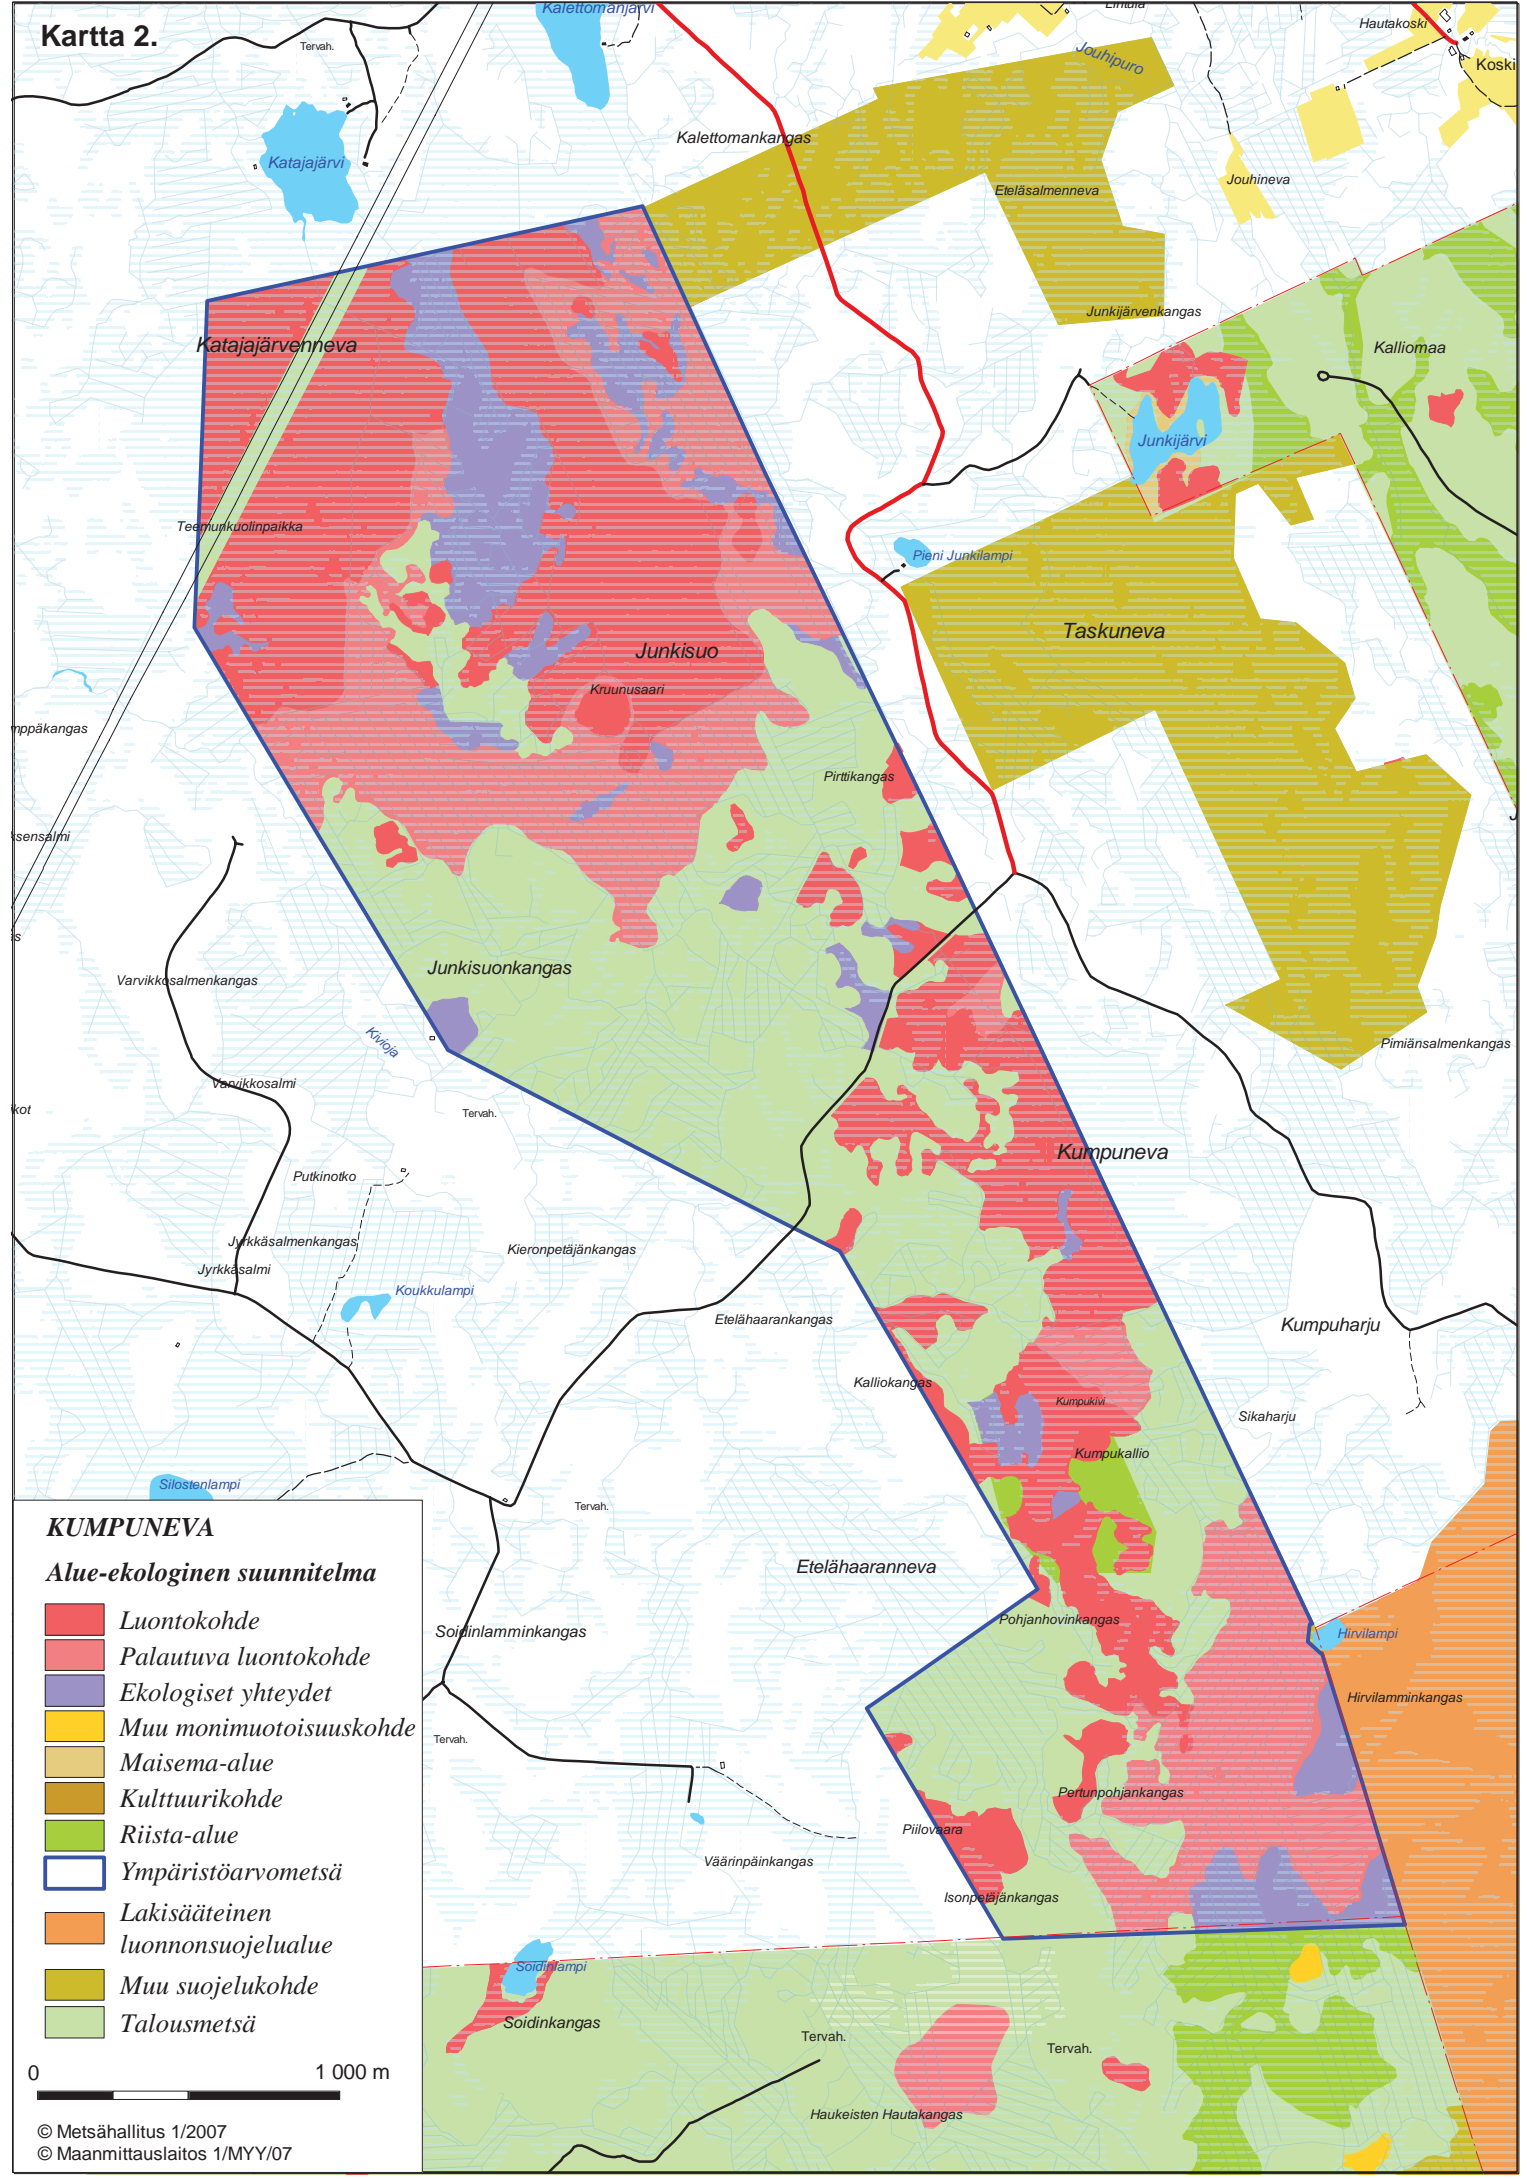 Kartta 2.
Kalettomanjärvi
Tervah.
Hautakoski
Koski
Jouhipuro
Katajajärvi
Kalettomankangas
Eteläsalmenneva
Jouhineva
Junkijärvenkangas
Katajajärvenneva
Kalliomaa
Junkijärvi
Teemunkuolinpaikka
Pieni Junkilampi
Taskuneva
Junkisuo
Kruunusaari
mppäkangas
Pirttikangas
ksensalmi
Junkisuonkangas
Varvikkosalmenkangas
Kivioja
Pimiänsalmenkangas
Varvikkosalmi
kot
Tervah.
Kumpuneva
Putkinotko
Jyrkkäsalmenkangas
Kieronpetäjänkangas
Jyrkkäsalmi
Koukkulampi
Etelähaarankangas
Kumpuharju
Kalliokangas
Kumpukivi
Sikaharju
Kumpukallio
Silostenlampi
Tervah.
Etelähaaranneva
Pohjanhovinkangas
Soidinlamminkangas
Hirvilampi
Hirvilamminkangas
Tervah.
Pertunpohjankangas
Piilovaara
Väärinpäinkangas
Isonpetäjänkangas
Soidinlampi
Soidinkangas
Tervah.
Tervah.
Haukeisten Hautakangas
KUMPUNEVA
Alue-ekologinen suunnitelma
Luontokohde
Palautuva luontokohde
Ekologiset yhteydet
Muu monimuotoisuuskohde
Maisema-alue
Kulttuurikohde
Riista-alue
Ympäristöarvometsä
Lakisääteinen
luonnonsuojelualue
Muu suojelukohde
Talousmetsä
0 1 000 m
© Metsähallitus 1/2007
© Maanmittauslaitos 1/MYY/07